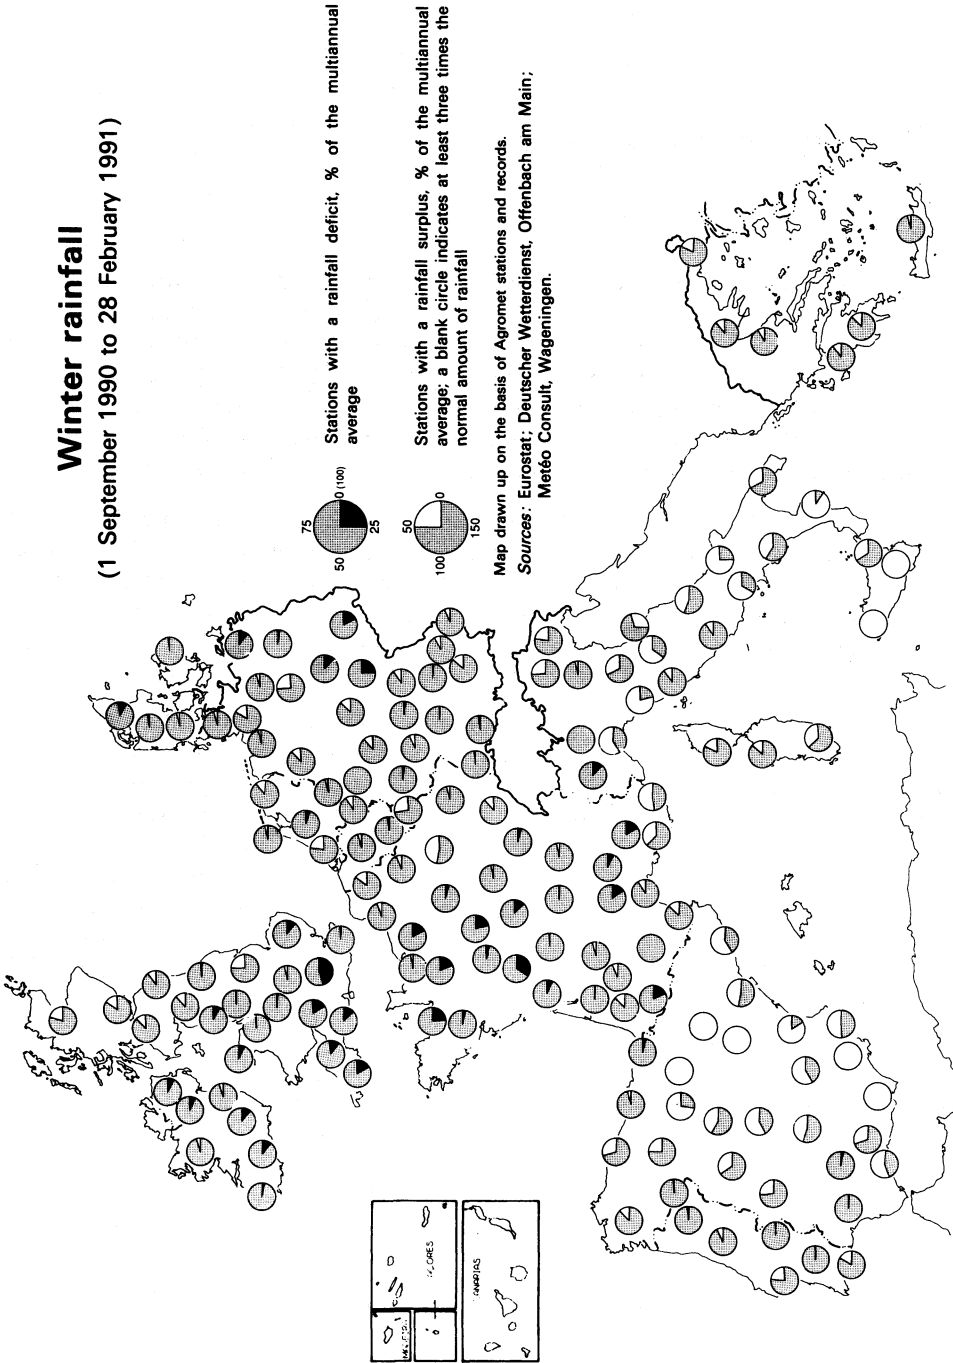 Winter rainfall
(1 September 1990 to 28 February 1991)
75
0 (100)
50
25
Stations with a rainfall deficit, % of the multiannual
average
50
0
100
150
Stations with a rainfall surplus, % of the multiannual
average; a blank circle indicates at least three times the
normal amount of rainfall
Map drawn up on the basis of Agromet stations and records.
Sources: Eurostat; Deutscher Wetterdienst, Offenbach am Main;
Metéo Consult, Wageningen.